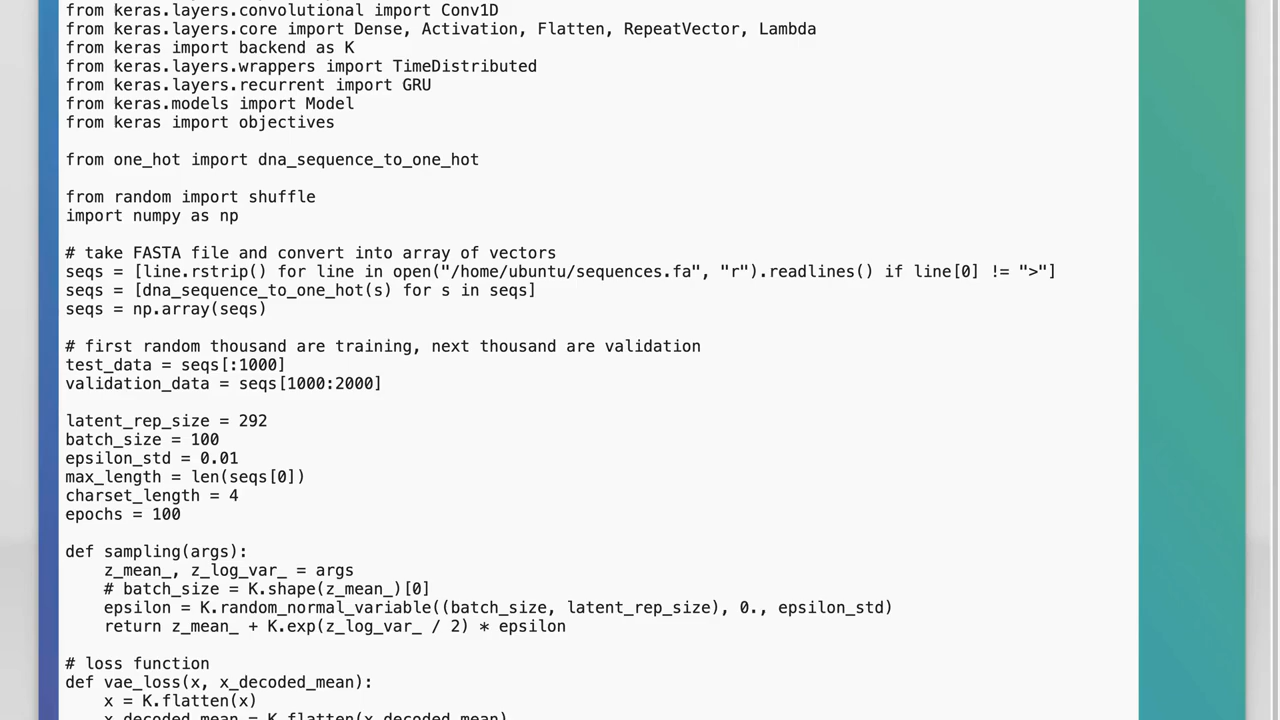 from keras.layers.convolutional import Conv1D
from keras.layers.core import Dense, Activation, Flatten, RepeatVector, Lambda
from keras import backend as K
from keras.layers.wrappers import TimeDistributed
from keras.layers.recurrent import GRU
from keras.models import Model
from keras import objectives
from one_hot import dna_sequence_to_one_hot
from random import shuffle
import numpy as np
# take FASTA file and convert into array of vectors
seqs = [line.rstrip() for line in open("/home/ubuntu/sequences.fa", "r").readlines() if line[0] != ">"]
seqs = [dna_sequence_to_one_hot(s) for s in seqs]
seqs = np.array(seqs)
# first random thousand are training, next thousand are validation
test_data = seqs[:1000]
validation_data = seqs[1000:2000]
latent_rep_size = 292
batch_size = 100
epsilon_std = 0.01
max_length = len(seqs[0])
charset_length = 4
epochs = 100
def sampling(args):
    z_mean_, z_log_var_ = args
    # batch_size = K.shape(z_mean_)[0]
    epsilon = K.random_normal_variable((batch_size, latent_rep_size), 0., epsilon_std)
    return z_mean_ + K.exp(z_log_var_ / 2) * epsilon
# loss function
def vae_loss(x, x_decoded_mean):
    x = K.flatten(x)
    x_decoded_mean = K.flatten(x_decoded_mean)